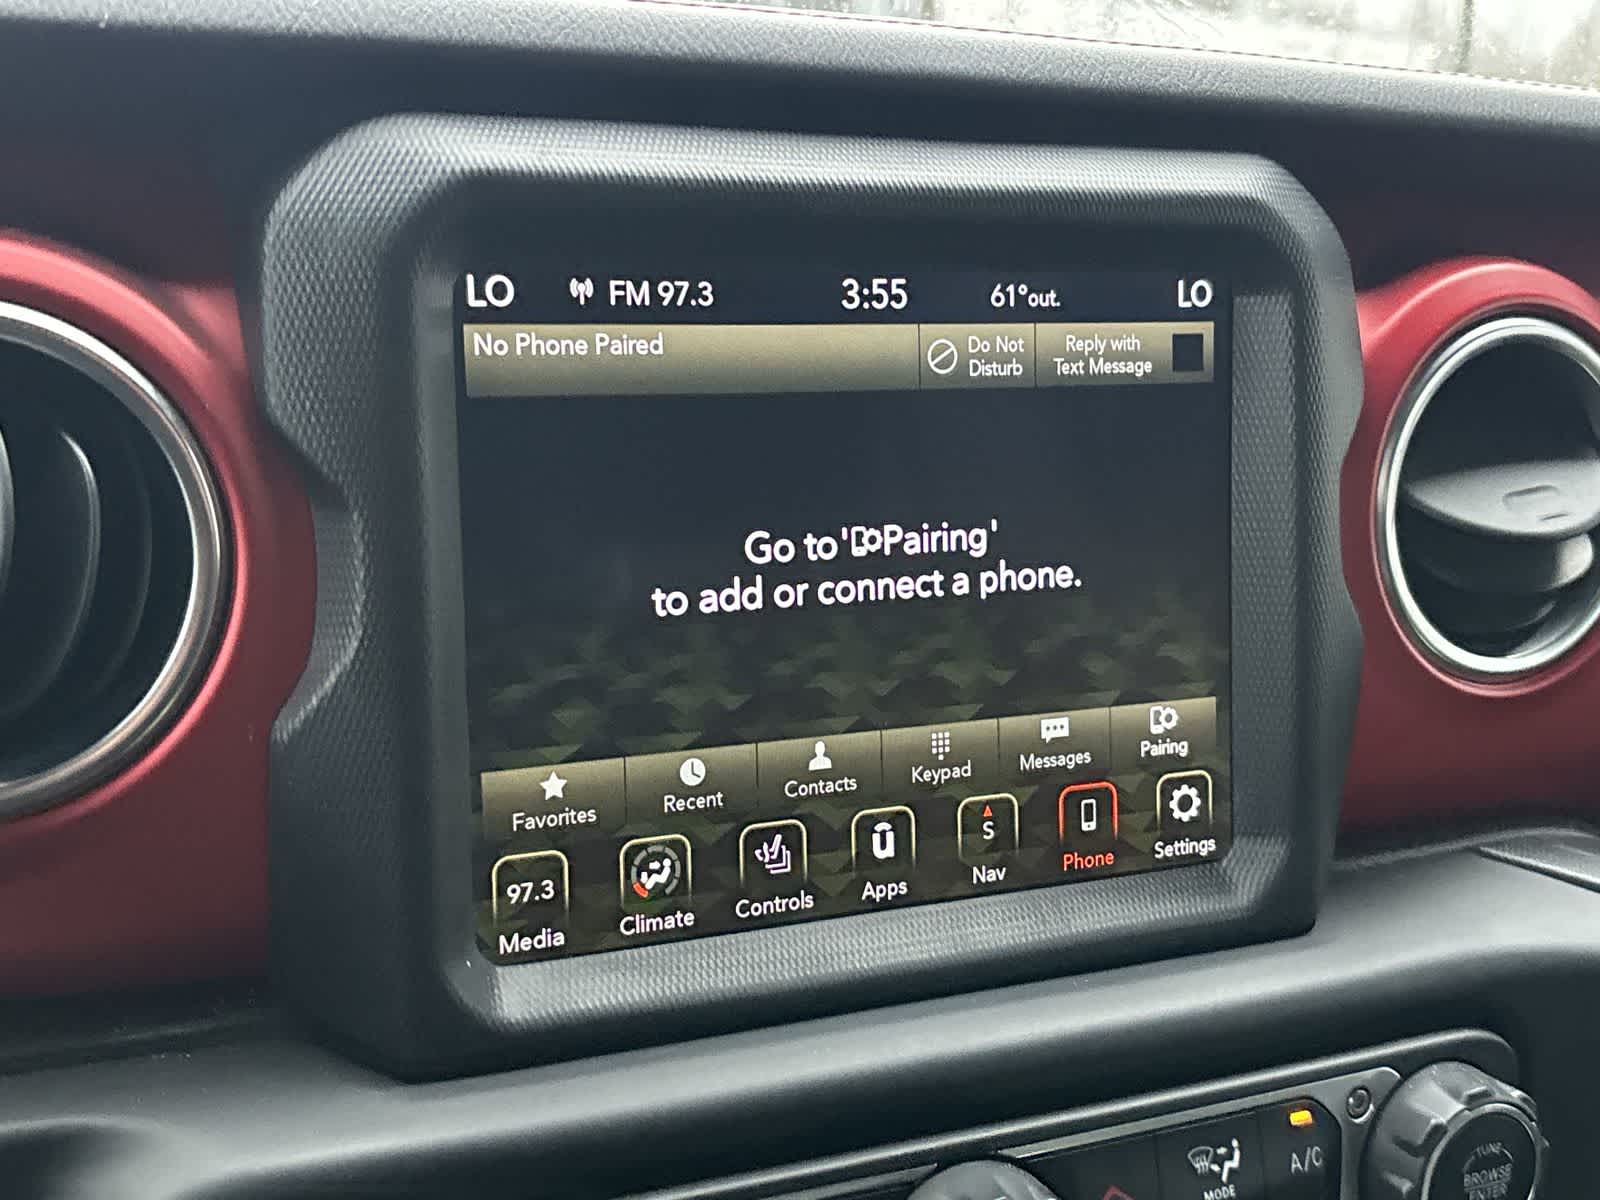 LO FM 97.3 3:55 61°out. LO
No Phone Paired
Do Not
Disturb
Reply with
Text Message
Go to 'Pairing'
to add or connect a phone.
Favorites Recent Contacts Keypad Messages Pairing
97.3 S
Media Climate Controls Apps Nav Phone Settings
MODE
A/C
TUNE
BROWSE
ENTER